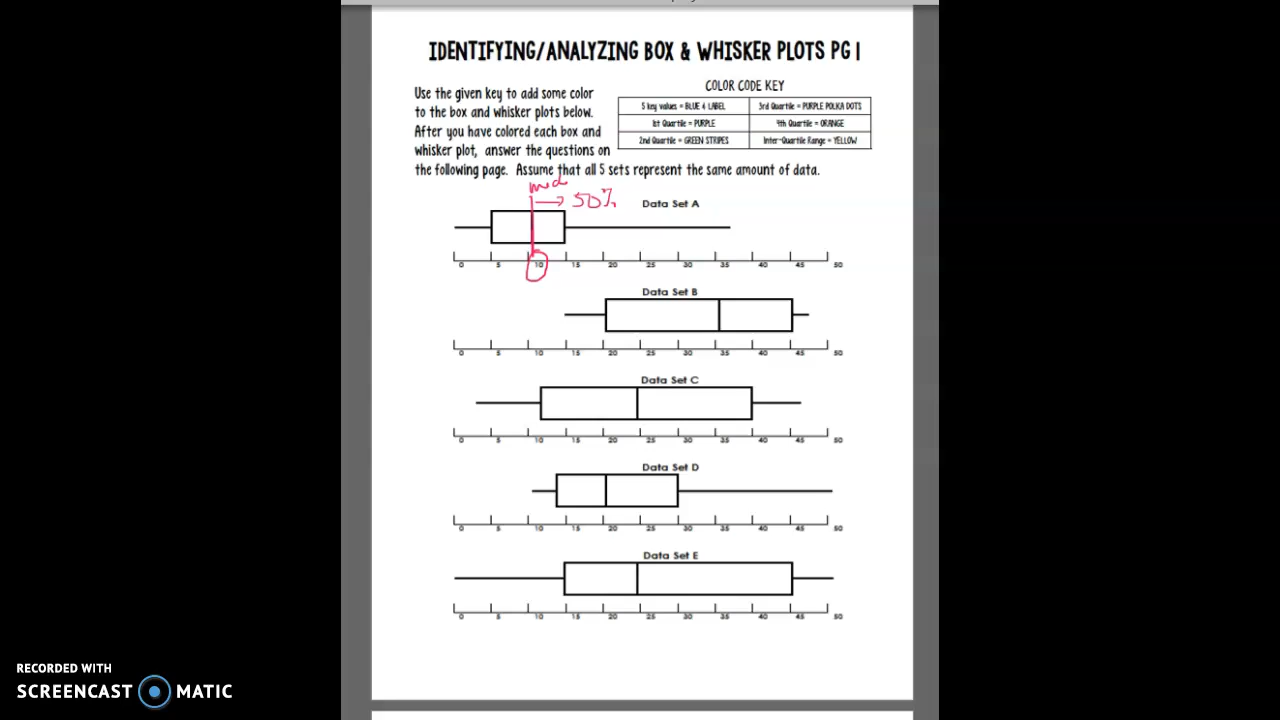 IDENTIFYING/ANALYZING BOX & WHISKER PLOTS PG 1
Use the given key to add some color
to the box and whisker plots below.
After you have colored each box and
whisker plot, answer the questions on
the following page. Assume that all 5 sets represent the same amount of data.
COLOR CODE KEY
5 key values = BLUE & LABEL 3rd Quartile = PURPLE POLKA DOTS
1st Quartile = PURPLE 4th Quartile = ORANGE
2nd Quartile = GREEN STRIPES Inter-Quartile Range = YELLOW
med
→ 50%
Data Set A
0 5 10 15 20 25 30 35 40 45 50
Data Set B
0 5 10 15 20 25 30 35 40 45 50
Data Set C
0 5 10 15 20 25 30 35 40 45 50
Data Set D
0 5 10 15 20 25 30 35 40 45 50
Data Set E
0 5 10 15 20 25 30 35 40 45 50
RECORDED WITH
SCREENCAST MATIC